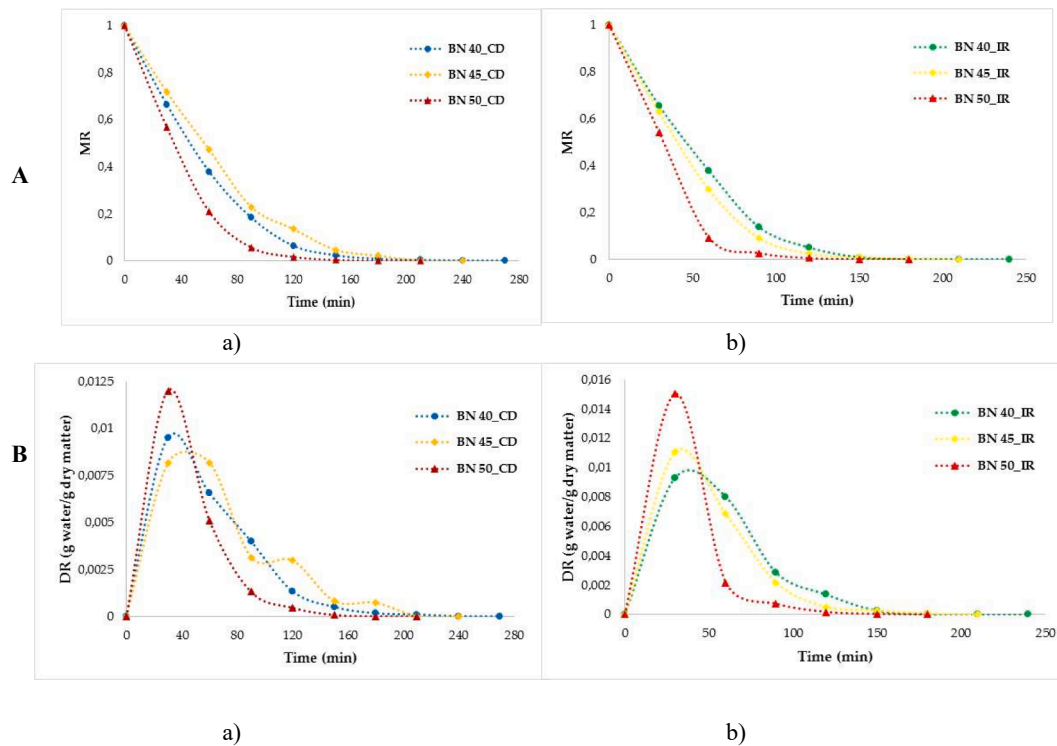 A
1
0,8
0,6
0,4
0,2
0
MR
0 40 80 120 160 200 240 280
Time (min)
BN 40_CD
BN 45_CD
BN 50_CD
a)
1
0,8
0,6
0,4
0,2
0
MR
0 50 100 150 200 250
Time (min)
BN 40_IR
BN 45_IR
BN 50_IR
b)
B
0,0125
0,01
0,0075
0,005
0,0025
0
DR (g water/g dry matter)
0 40 80 120 160 200 240 280
Time (min)
BN 40_CD
BN 45_CD
BN 50_CD
a)
0,016
0,014
0,012
0,01
0,008
0,006
0,004
0,002
0
DR (g water/g dry matter)
0 50 100 150 200 250
Time (min)
BN 40_IR
BN 45_IR
BN 50_IR
b)